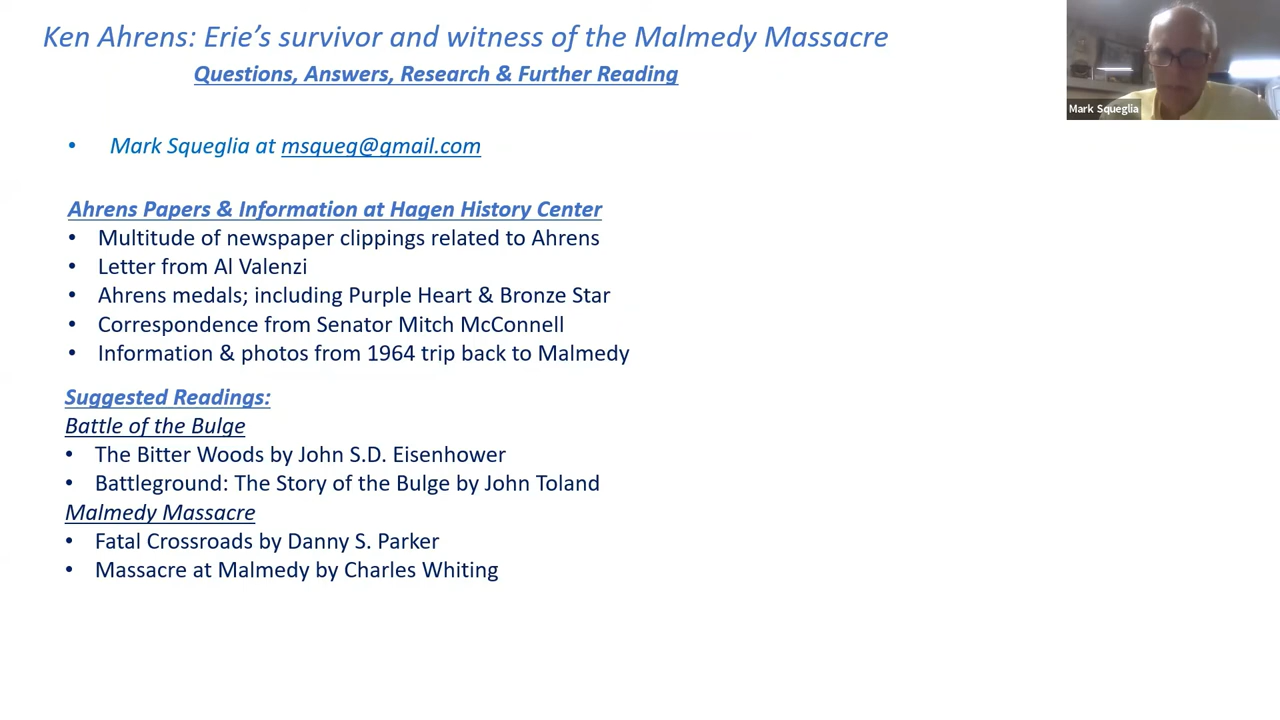 Ken Ahrens: Erie’s survivor and witness of the Malmedy Massacre
Questions, Answers, Research & Further Reading
Mark Squeglia
• Mark Squeglia at msqueg@gmail.com
Ahrens Papers & Information at Hagen History Center
• Multitude of newspaper clippings related to Ahrens
• Letter from Al Valenzi
• Ahrens medals; including Purple Heart & Bronze Star
• Correspondence from Senator Mitch McConnell
• Information & photos from 1964 trip back to Malmedy
Suggested Readings:
Battle of the Bulge
• The Bitter Woods by John S.D. Eisenhower
• Battleground: The Story of the Bulge by John Toland
Malmedy Massacre
• Fatal Crossroads by Danny S. Parker
• Massacre at Malmedy by Charles Whiting